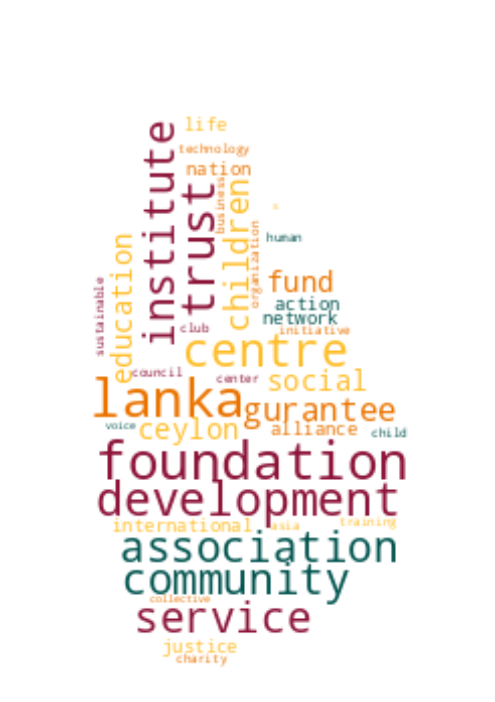 life
technology
nation
institute
trust
business
children
organization
human
education
sustainable
fund
action
network
initiative
club
centre
council
center
social
lanka
gurantee
voice
ceylon
alliance
child
foundation
development
international
asia
training
association
community
collective
service
justice
charity